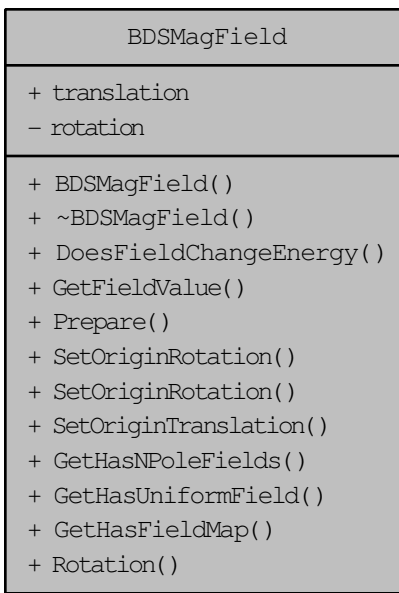 BDSMagField
+ translation
- rotation
+ BDSMagField()
+ ~BDSMagField()
+ DoesFieldChangeEnergy()
+ GetFieldValue()
+ Prepare()
+ SetOriginRotation()
+ SetOriginRotation()
+ SetOriginTranslation()
+ GetHasNPoleFields()
+ GetHasUniformField()
+ GetHasFieldMap()
+ Rotation()